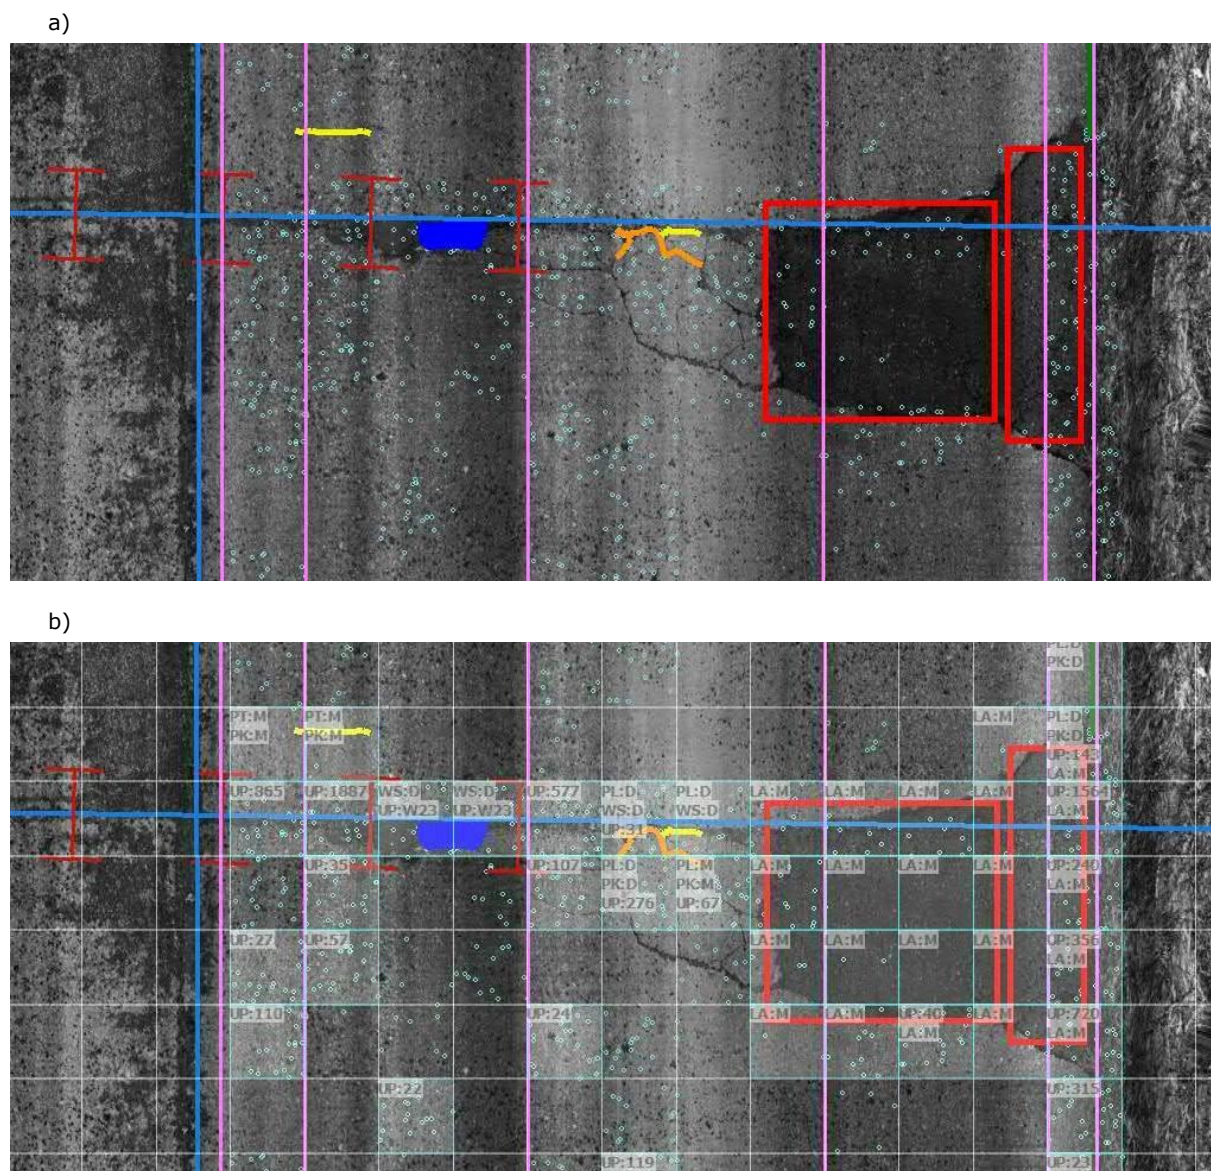 a)
b)
PL:D
PK:D
PT:M PT:M LA:M PL:D
PK:M PK:M PK:D
UP:143
LA:M
UP:865 UP:1887 WS:D WS:D UP:577 PL:D PL:D LA:M LA:M LA:M LA:M UP:1564
UP:W23 UP:W23 WS:D WS:D LA:M
UP:31
UP:35 UP:107 PL:D PL:M LA:M LA:M LA:M LA:M UP:240
PK:D PK:M LA:M
UP:276 UP:67
UP:27 UP:57 LA:M LA:M LA:M LA:M UP:356
LA:M
UP:110 UP:24 LA:M LA:M UP:40 LA:M UP:720
LA:M LA:M
UP:22 UP:315
UP:119 UP:23